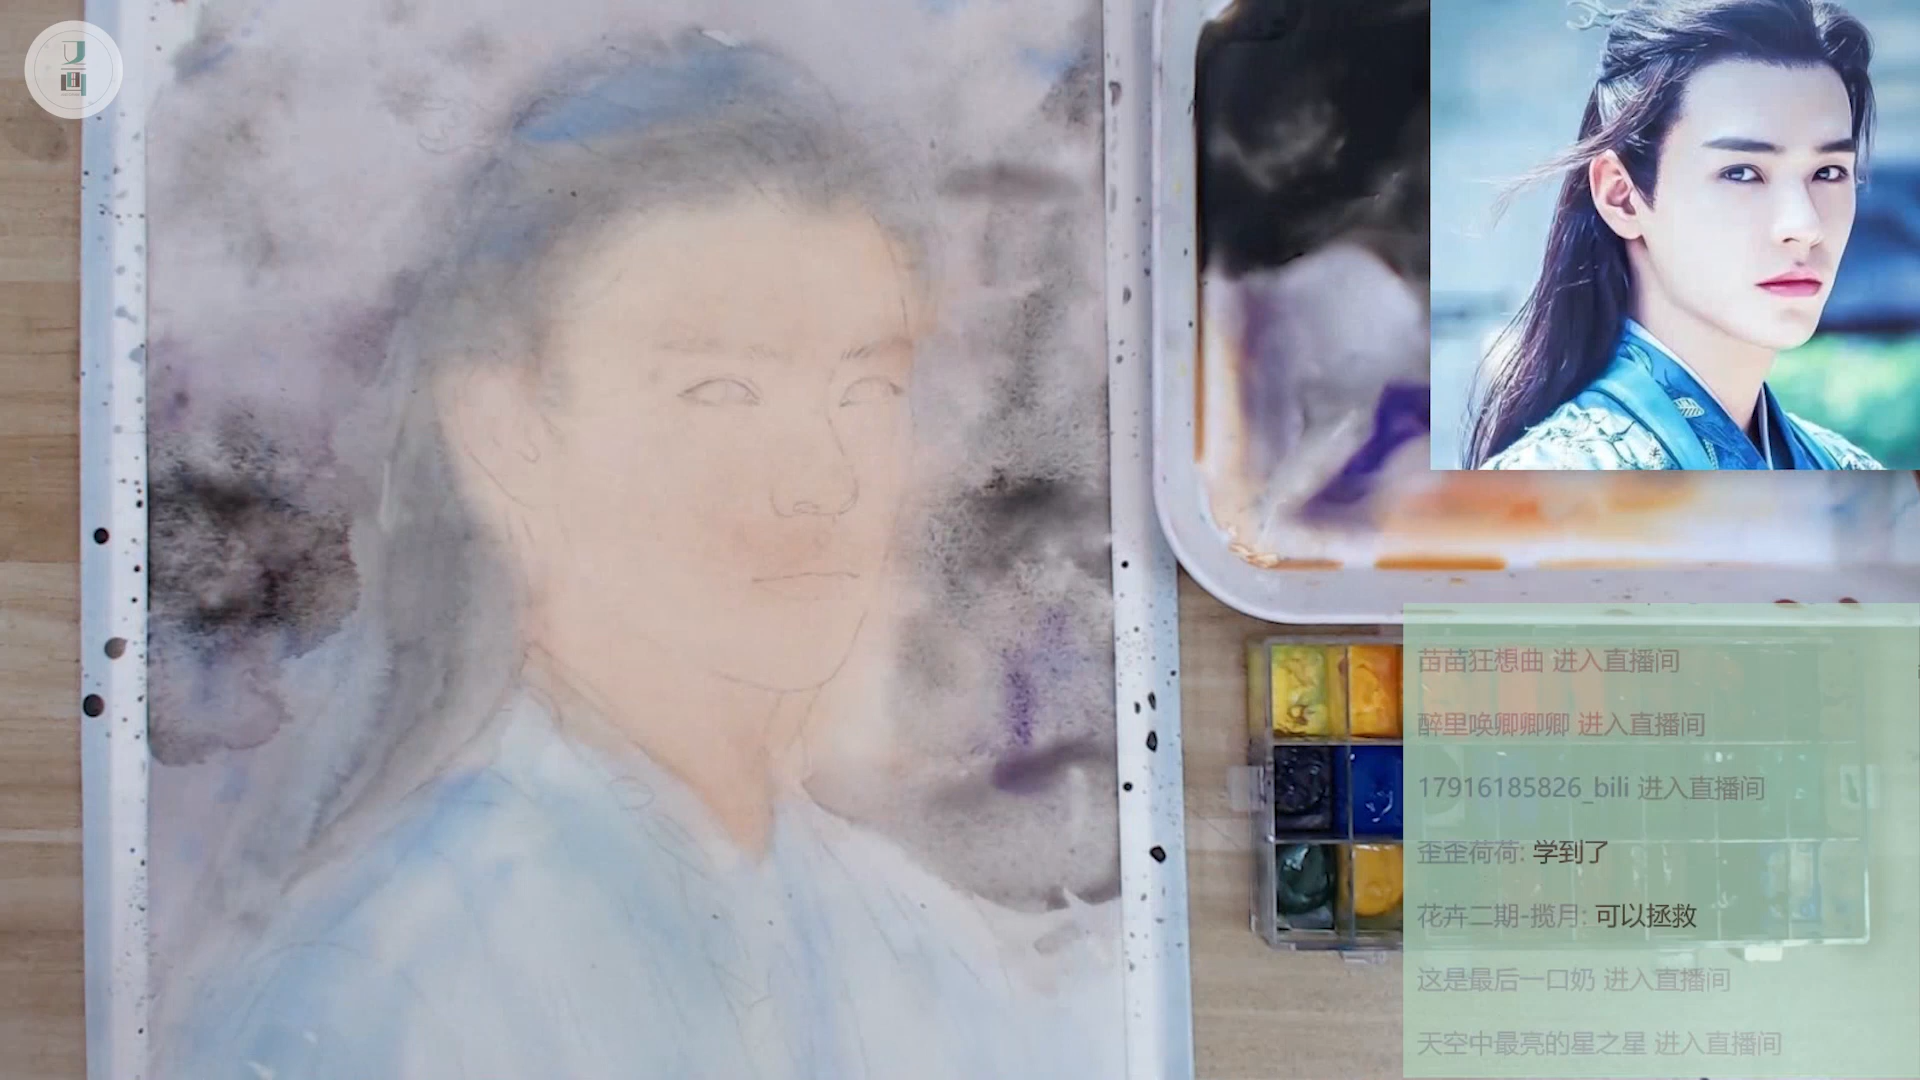 苗苗狂想曲 进入直播间
醉里唤卿卿卿 进入直播间
17916185826_bili 进入直播间
歪歪荷荷: 学到了
花卉二期-揽月: 可以拯救
这是最后一口奶 进入直播间
天空中最亮的星之星 进入直播间